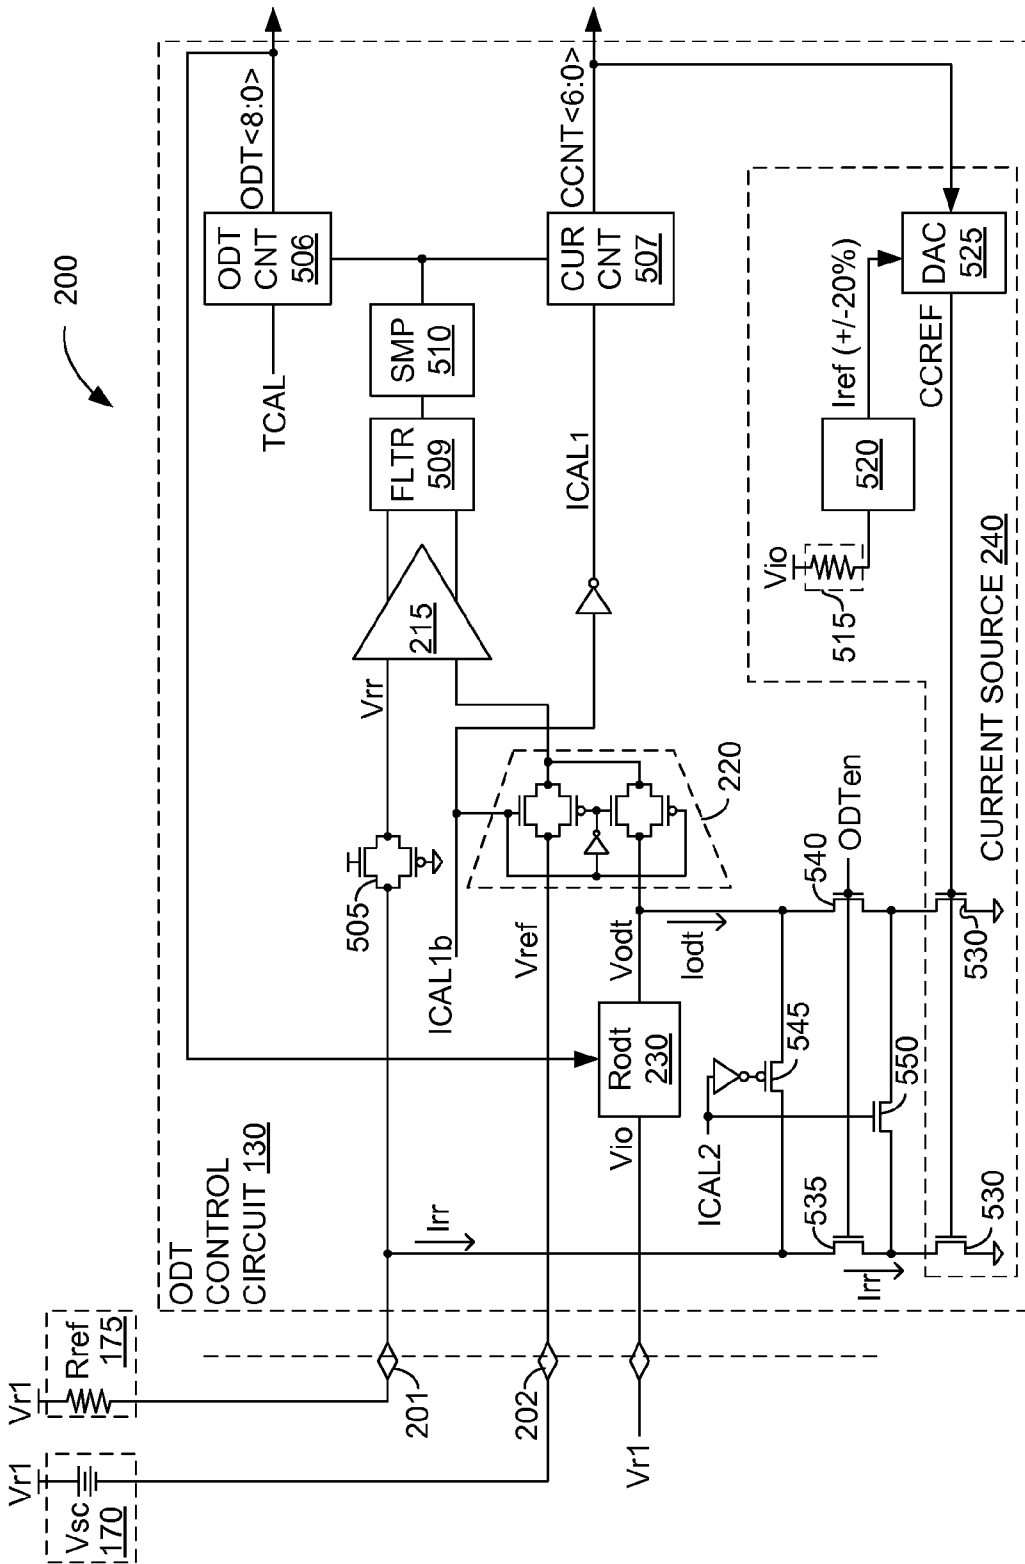 200
Vr1
Vsc
170
Vr1
Rref
175
ODT
CONTROL
CIRCUIT 130
201
202
Vr1
TCAL
ODT
CNT
506
ODT<8:0>
SMP
510
FLTR
509
215
Vrr
505
ICAL1b
ICAL1
CUR
CNT
507
CCNT<6:0>
Vref
220
Vodt
Iodt
Rodt
230
Vio
Irr
ICAL2
545
550
535
540
ODTen
Irr
530
530
Vio
515
520
Iref (+/-20%)
DAC
525
CCREF
CURRENT SOURCE 240